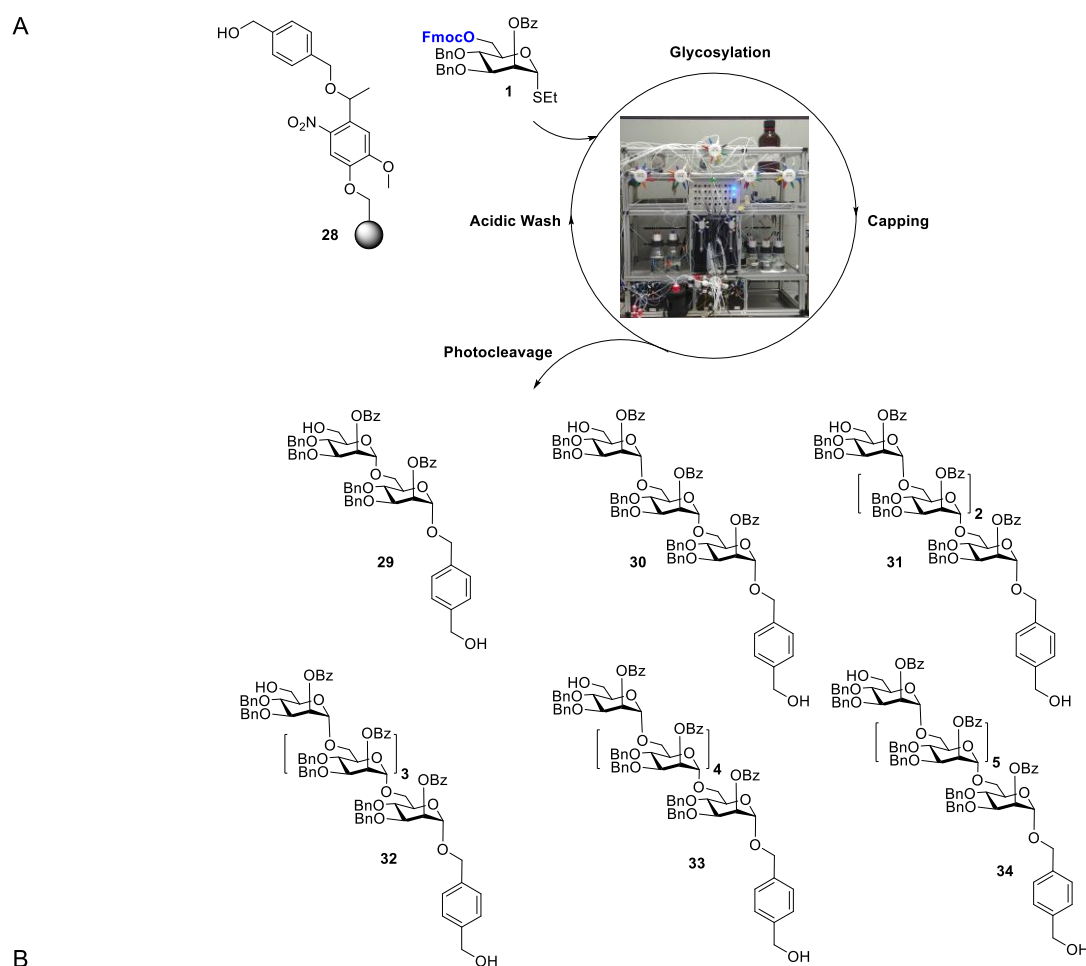 A
HO
OBz
FmocO
BnO
BnO
O
SEt
1
O
O2N
O
O
28
Glycosylation
Acidic Wash
Capping
Photocleavage
HO
OBz
BnO
BnO
O
O
OBz
BnO
BnO
O
O
29
OH
HO
OBz
BnO
BnO
O
O
OBz
BnO
BnO
O
O
OBz
BnO
BnO
O
O
30
OH
HO
OBz
BnO
BnO
O
O
OBz
BnO
BnO
O
2
O
OBz
BnO
BnO
O
O
31
OH
HO
OBz
BnO
BnO
O
O
OBz
BnO
BnO
O
3
O
OBz
BnO
BnO
O
O
32
OH
HO
OBz
BnO
BnO
O
O
OBz
BnO
BnO
O
4
O
OBz
BnO
BnO
O
O
33
OH
HO
OBz
BnO
BnO
O
O
OBz
BnO
BnO
O
5
O
OBz
BnO
BnO
O
O
34
OH
B